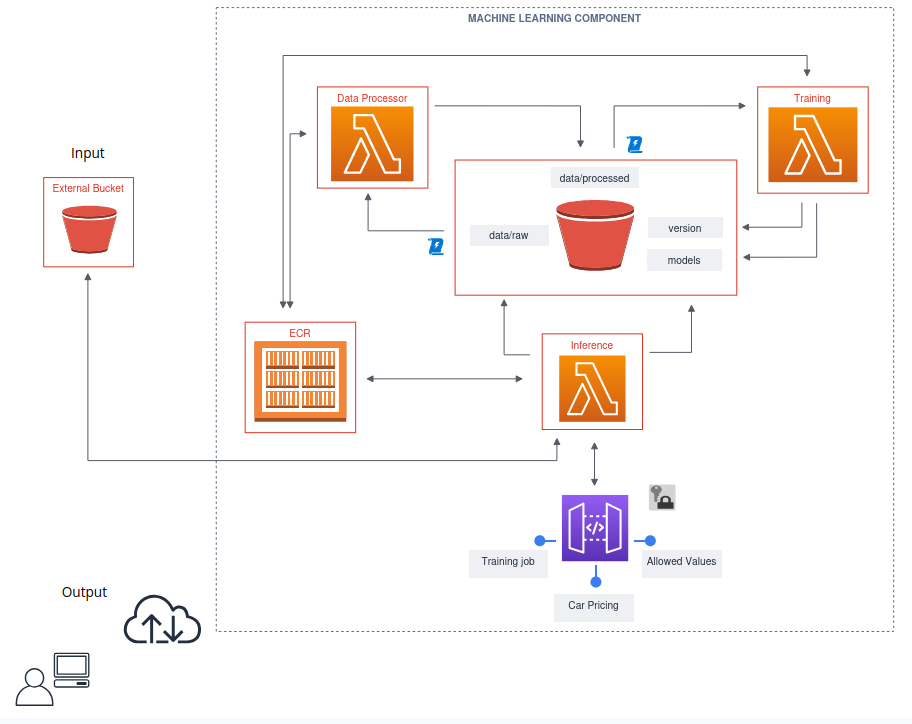 MACHINE LEARNING COMPONENT
Data Processor
Training
Input
External Bucket
data/processed
data/raw
version
models
ECR
Inference
</>
Training job
Allowed Values
Car Pricing
Output